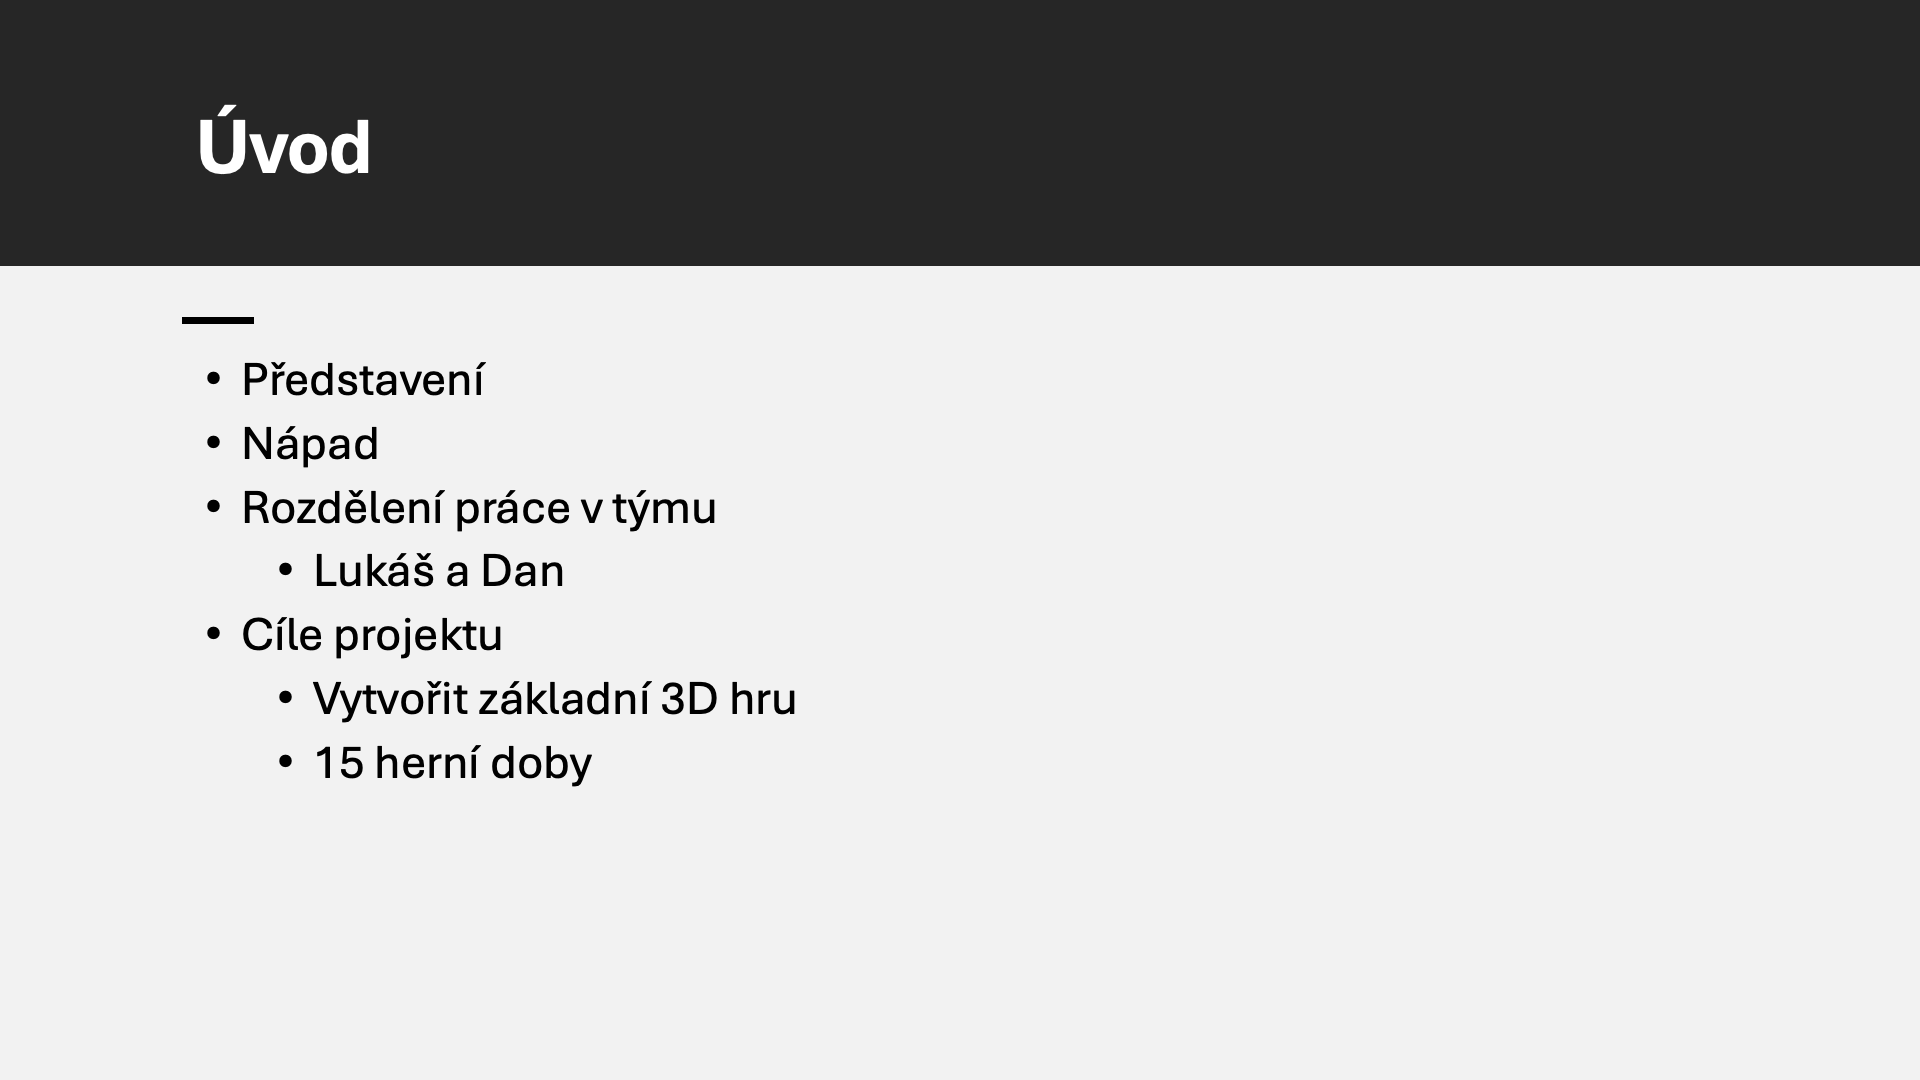 Úvod
• Představení
• Nápad
• Rozdělení práce v týmu
• Lukáš a Dan
• Cíle projektu
• Vytvořit základní 3D hru
• 15 herní doby